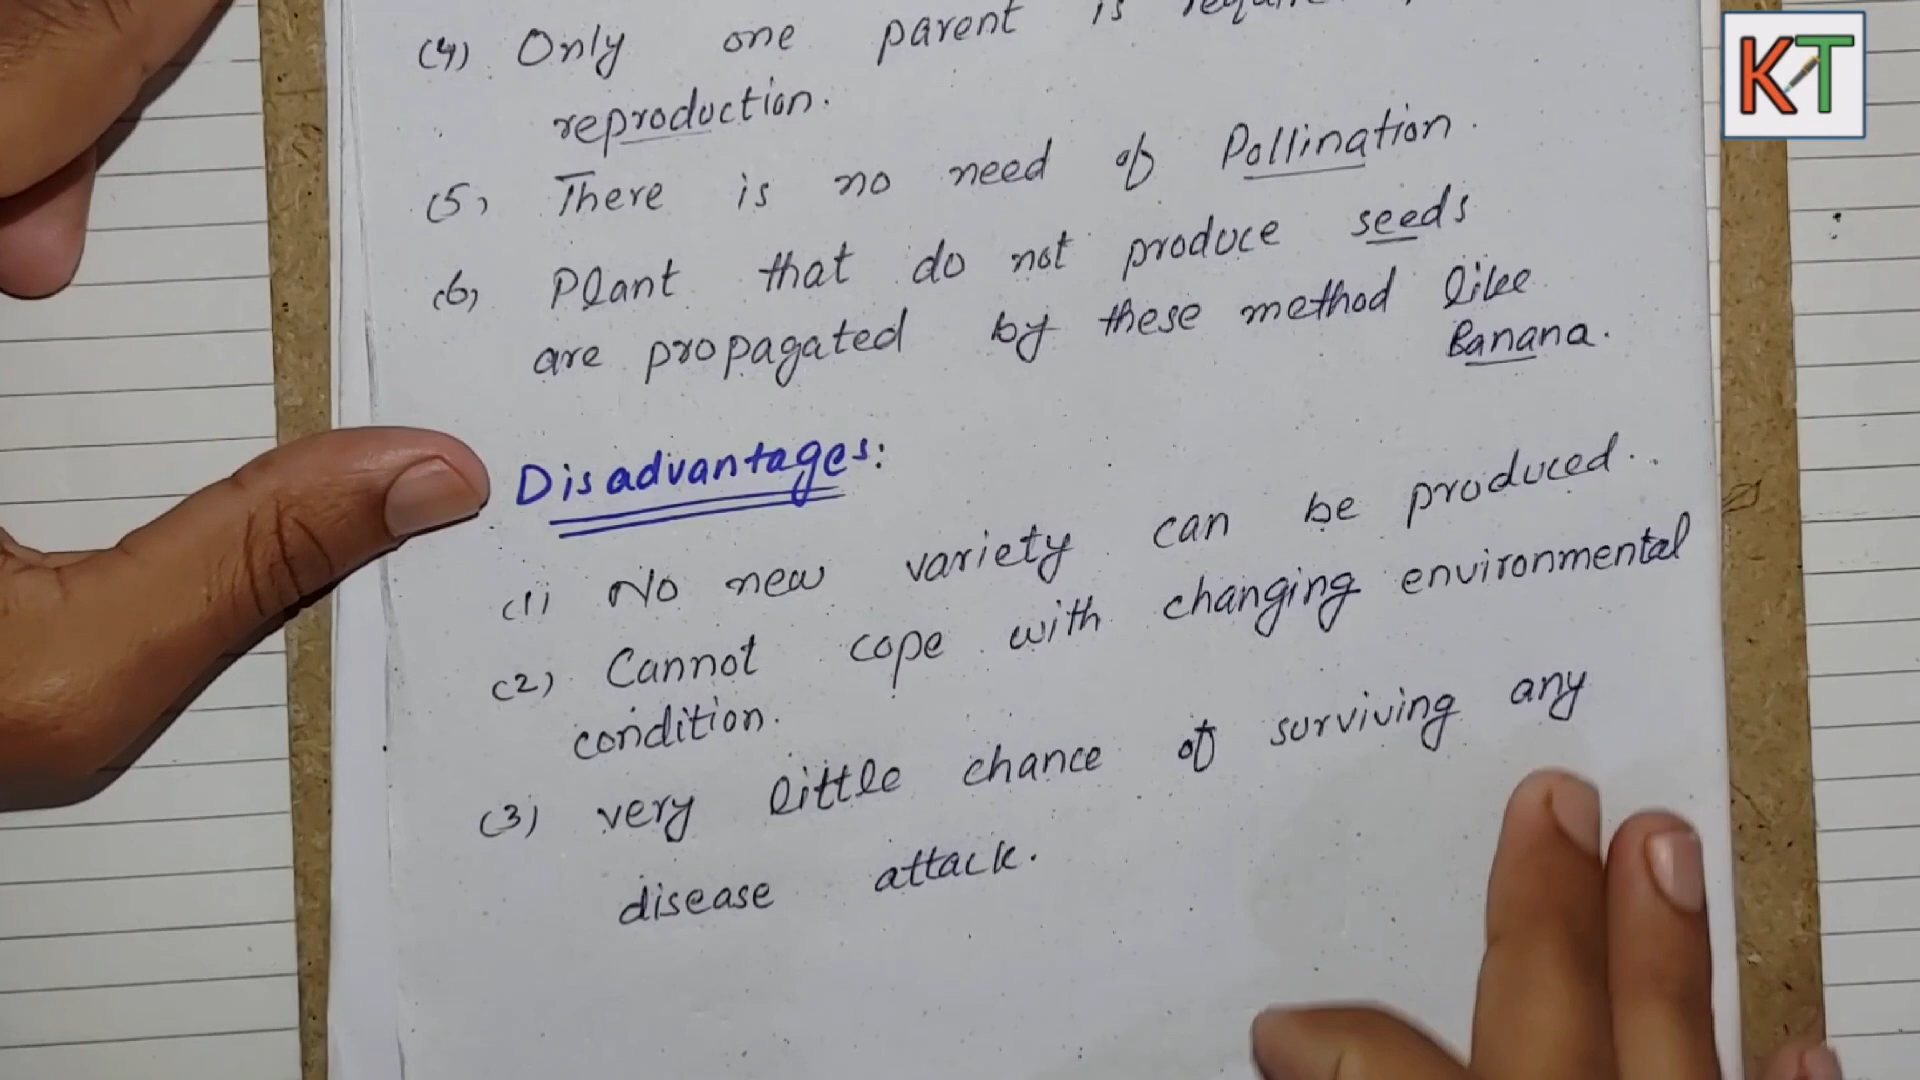 (4) Only one parent is
reproduction.
(5) There is no need of Pollination.
(6) Plant that do not produce seeds
are propagated by these method like
Banana.
Disadvantages:
(1) No new variety can be produced..
(2) Cannot cope with changing environmental
condition.
(3) very little chance of surviving any
disease attack.
KT